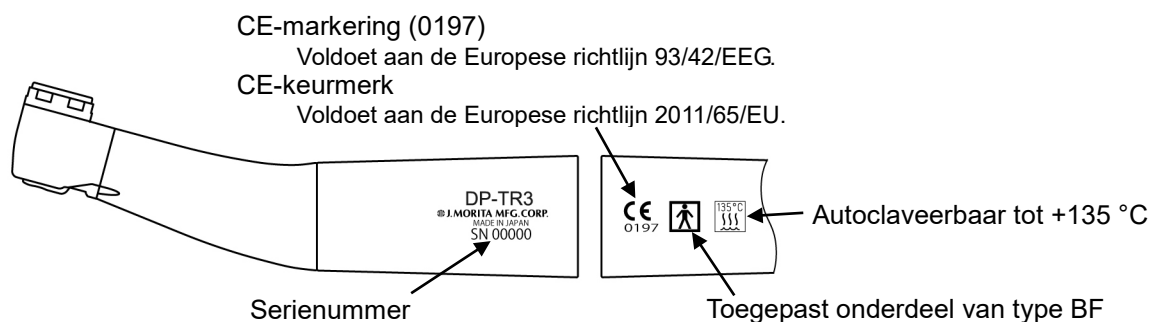 CE-markering (0197)
Voldoet aan de Europese richtlijn 93/42/EEG.
CE-keurmerk
Voldoet aan de Europese richtlijn 2011/65/EU.
DP-TR3
J.MORITA MFG.CORP.
MADE IN JAPAN
SN 00000
CE
0197
135°C
Autoclaveerbaar tot +135 °C
Serienummer
Toegepast onderdeel van type BF